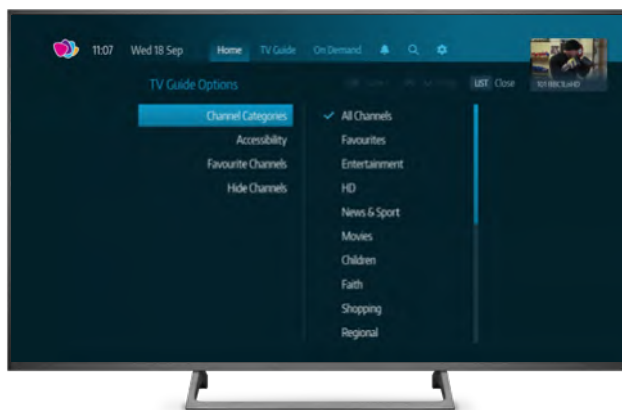 11:07 Wed 18 Sep Home TV Guide On Demand
TV Guide Options LIST Close
Channel Categories
Accessibility
Favourite Channels
Hide Channels
All Channels
Favourites
Entertainment
HD
News & Sport
Movies
Children
Faith
Shopping
Regional